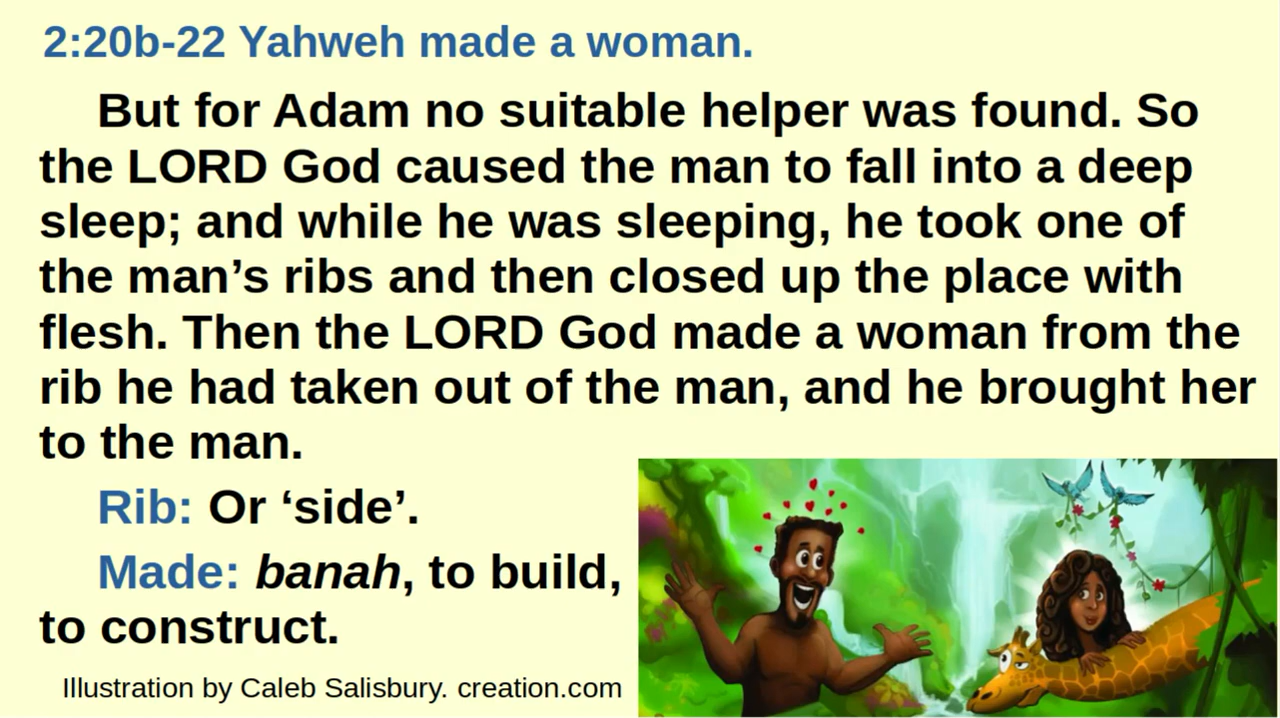 2:20b-22 Yahweh made a woman.
But for Adam no suitable helper was found. So
the LORD God caused the man to fall into a deep
sleep; and while he was sleeping, he took one of
the man’s ribs and then closed up the place with
flesh. Then the LORD God made a woman from the
rib he had taken out of the man, and he brought her
to the man.
Rib: Or ‘side’.
Made: banah, to build,
to construct.
Illustration by Caleb Salisbury. creation.com